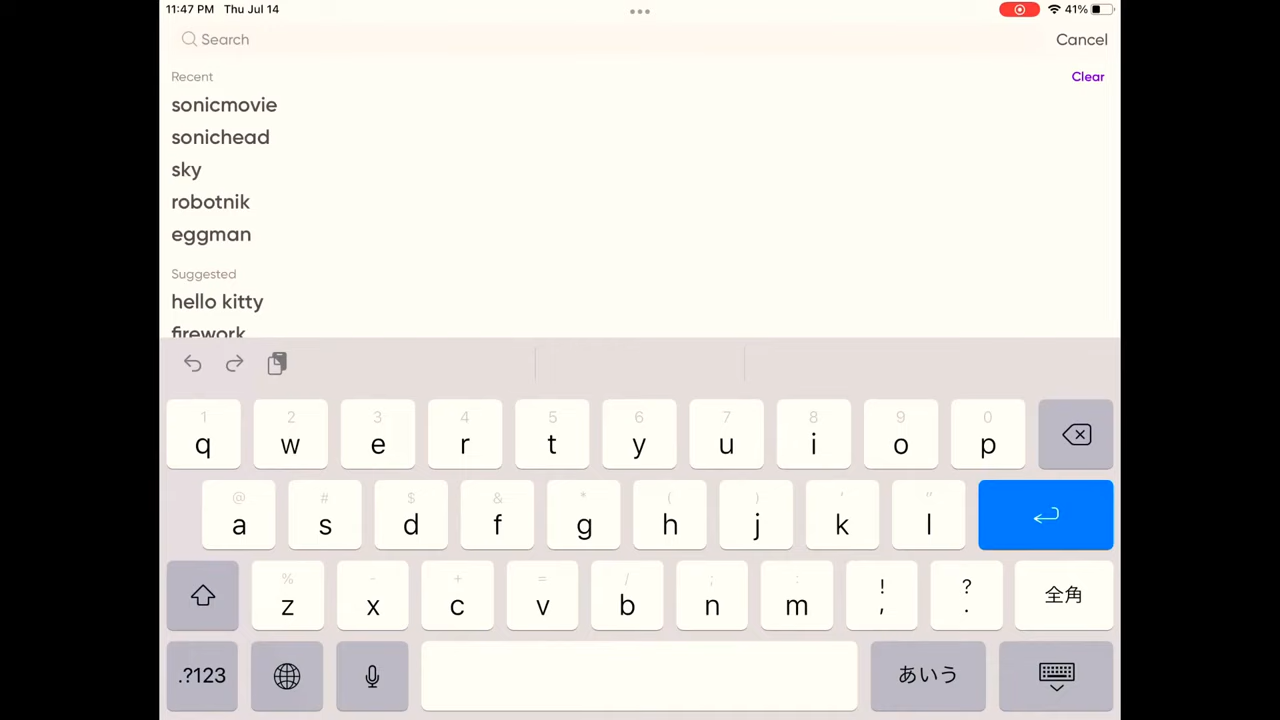 11:47 PM Thu Jul 14
41%
Search
Cancel
Recent
Clear
sonicmovie
sonichead
sky
robotnik
eggman
Suggested
hello kitty
firework
1 2 3 4 5 6 7 8 9 0
q w e r t y u i o p
@ # $ & * ( ) ' "
a s d f g h j k l
% - + = / ; : ! ?
z x c v b n m , . 全角
.?123 あいう